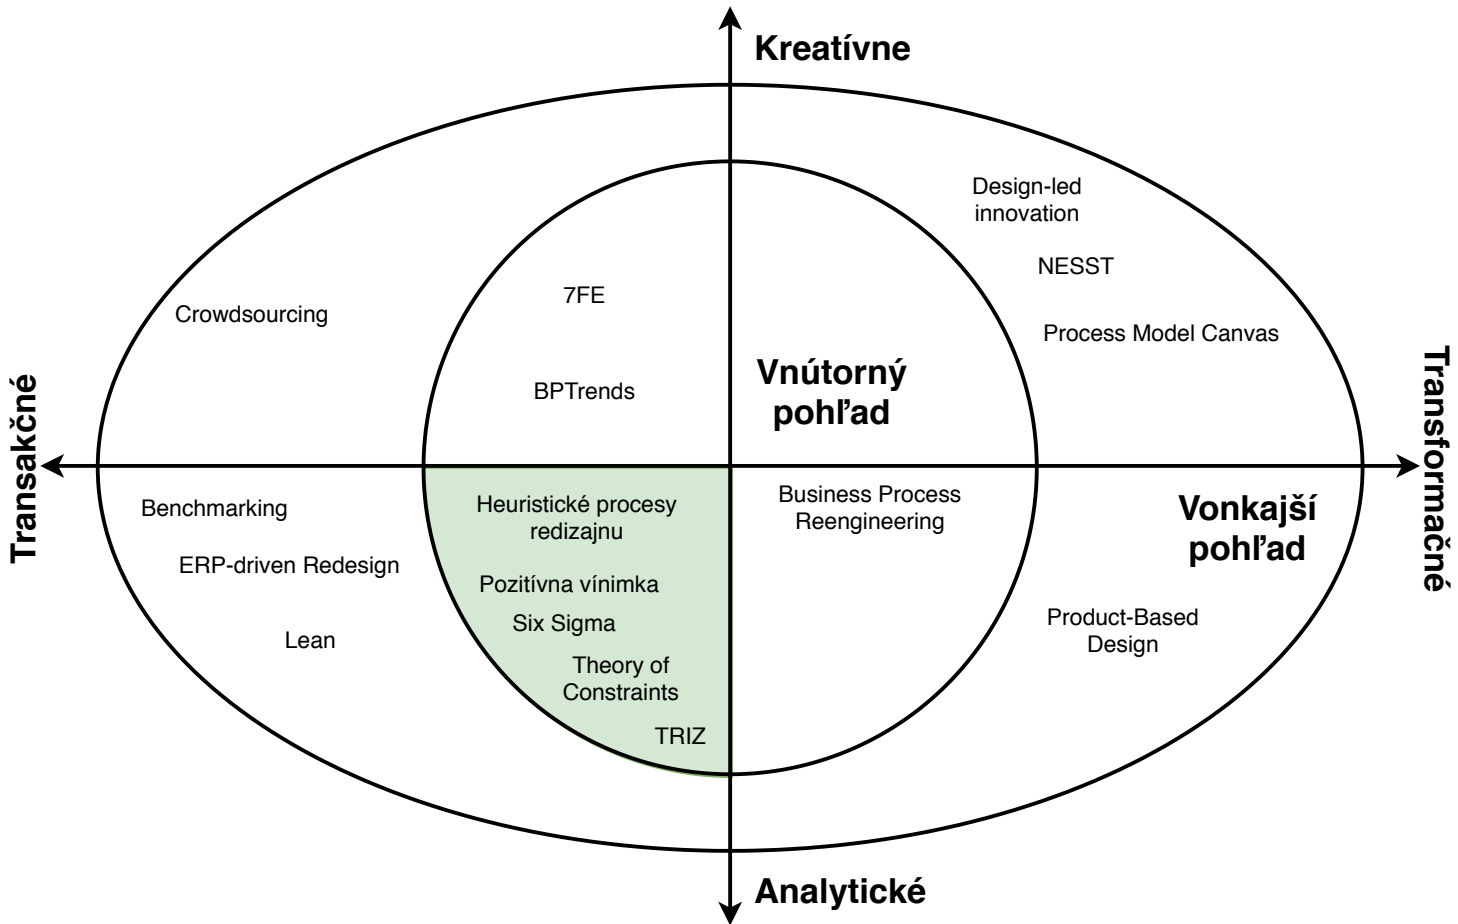 Kreatívne
Design-led
innovation
NESST
7FE
Crowdsourcing
Process Model Canvas
Vnútorný
pohľad
BPTrends
Transakčné
Transformačné
Benchmarking
Heuristické procesy
redizajnu
Business Process
Reengineering
Vonkajší
pohľad
ERP-driven Redesign
Pozitívna vínimka
Six Sigma
Lean
Product-Based
Design
Theory of
Constraints
TRIZ
Analytické